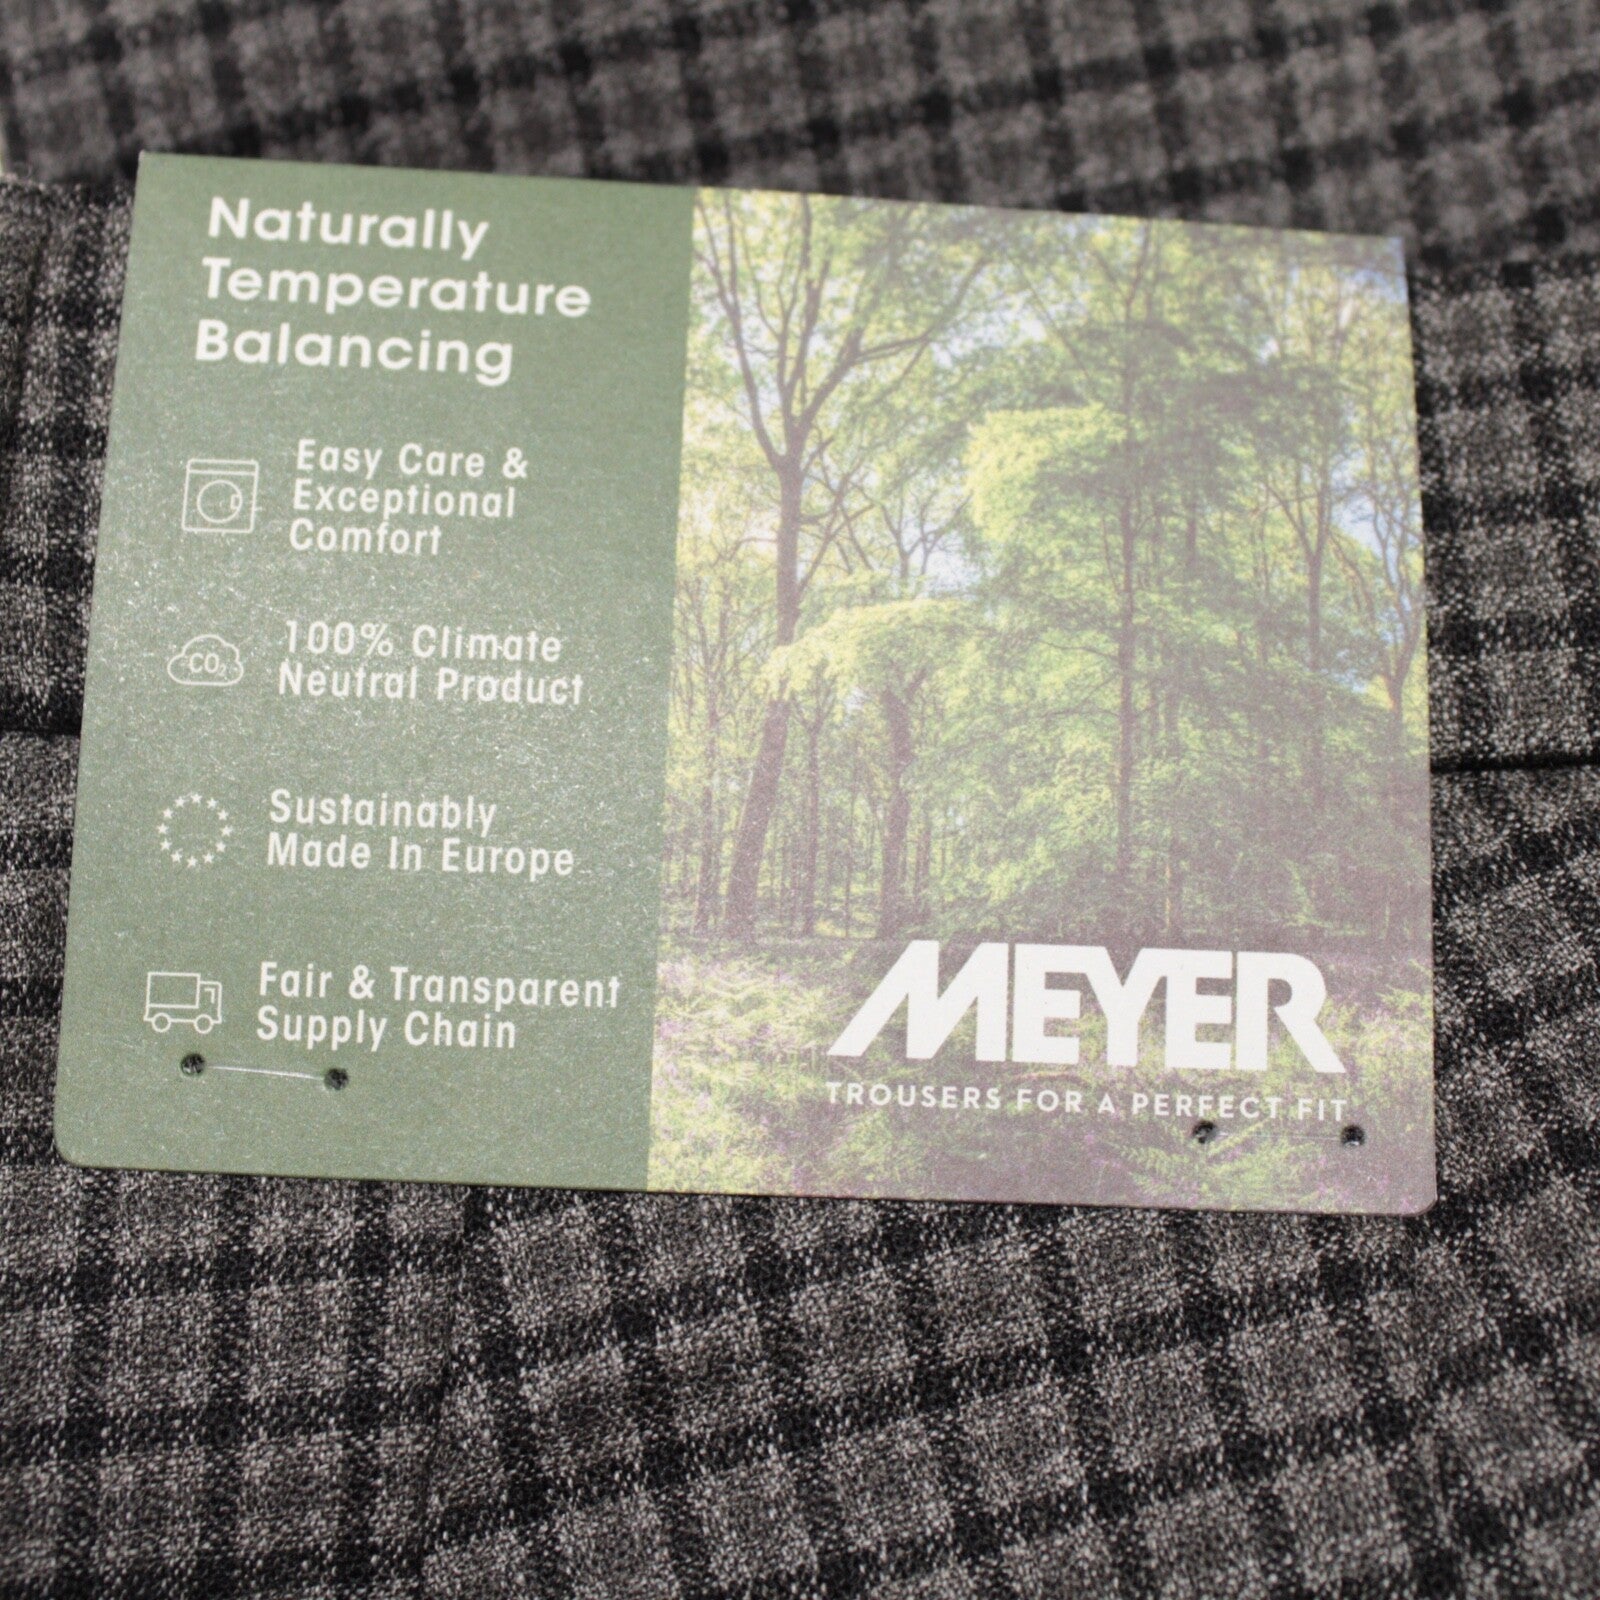 Naturally
Temperature
Balancing
Easy Care &
Exceptional
Comfort
CO₂
100% Climate
Neutral Product
Sustainably
Made In Europe
Fair & Transparent
Supply Chain
MEYER
TROUSERS FOR A PERFECT FIT